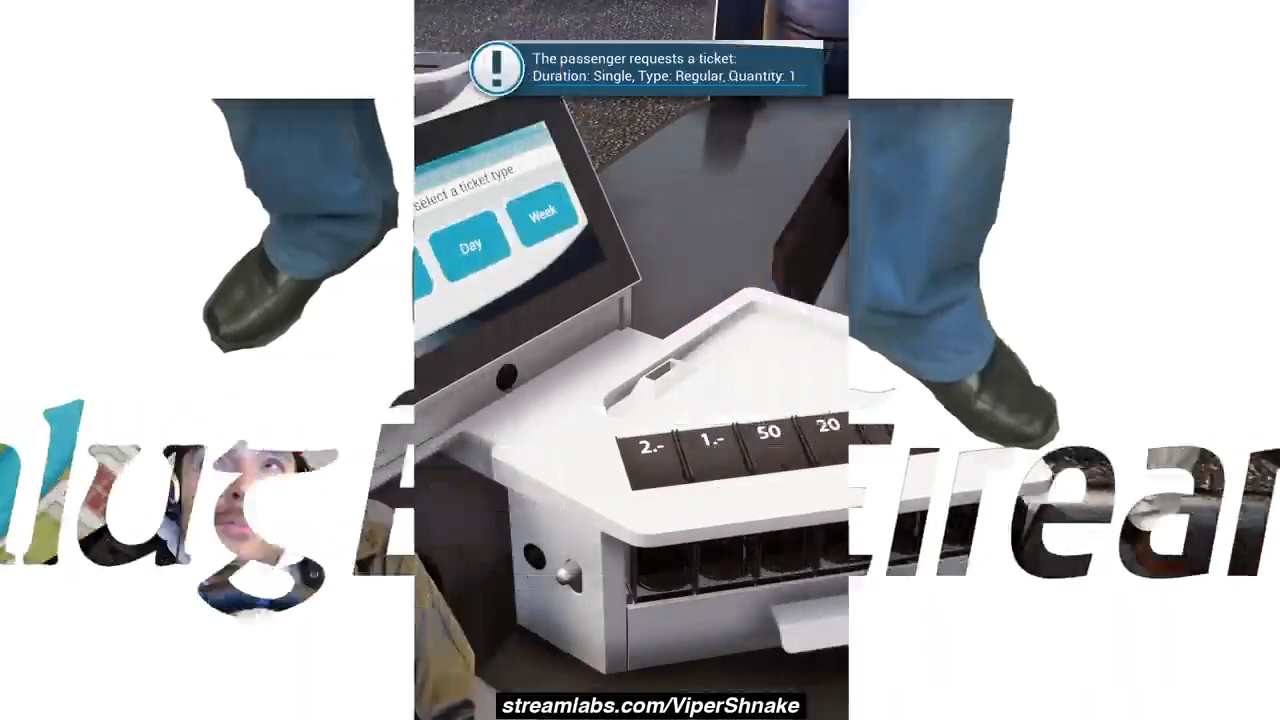 The passenger requests a ticket:
Duration: Single, Type: Regular, Quantity: 1
select a ticket type
Day
Week
2.-
1.-
50
20
streamlabs.com/ViperShnake